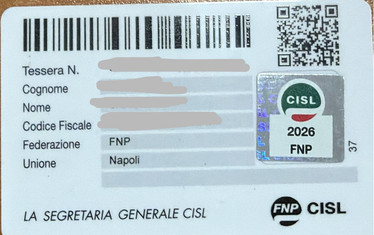 Tessera N.
Cognome
Nome
Codice Fiscale
Federazione FNP
Unione Napoli
CISL
2026
FNP
37
LA SEGRETARIA GENERALE CISL
FNP CISL